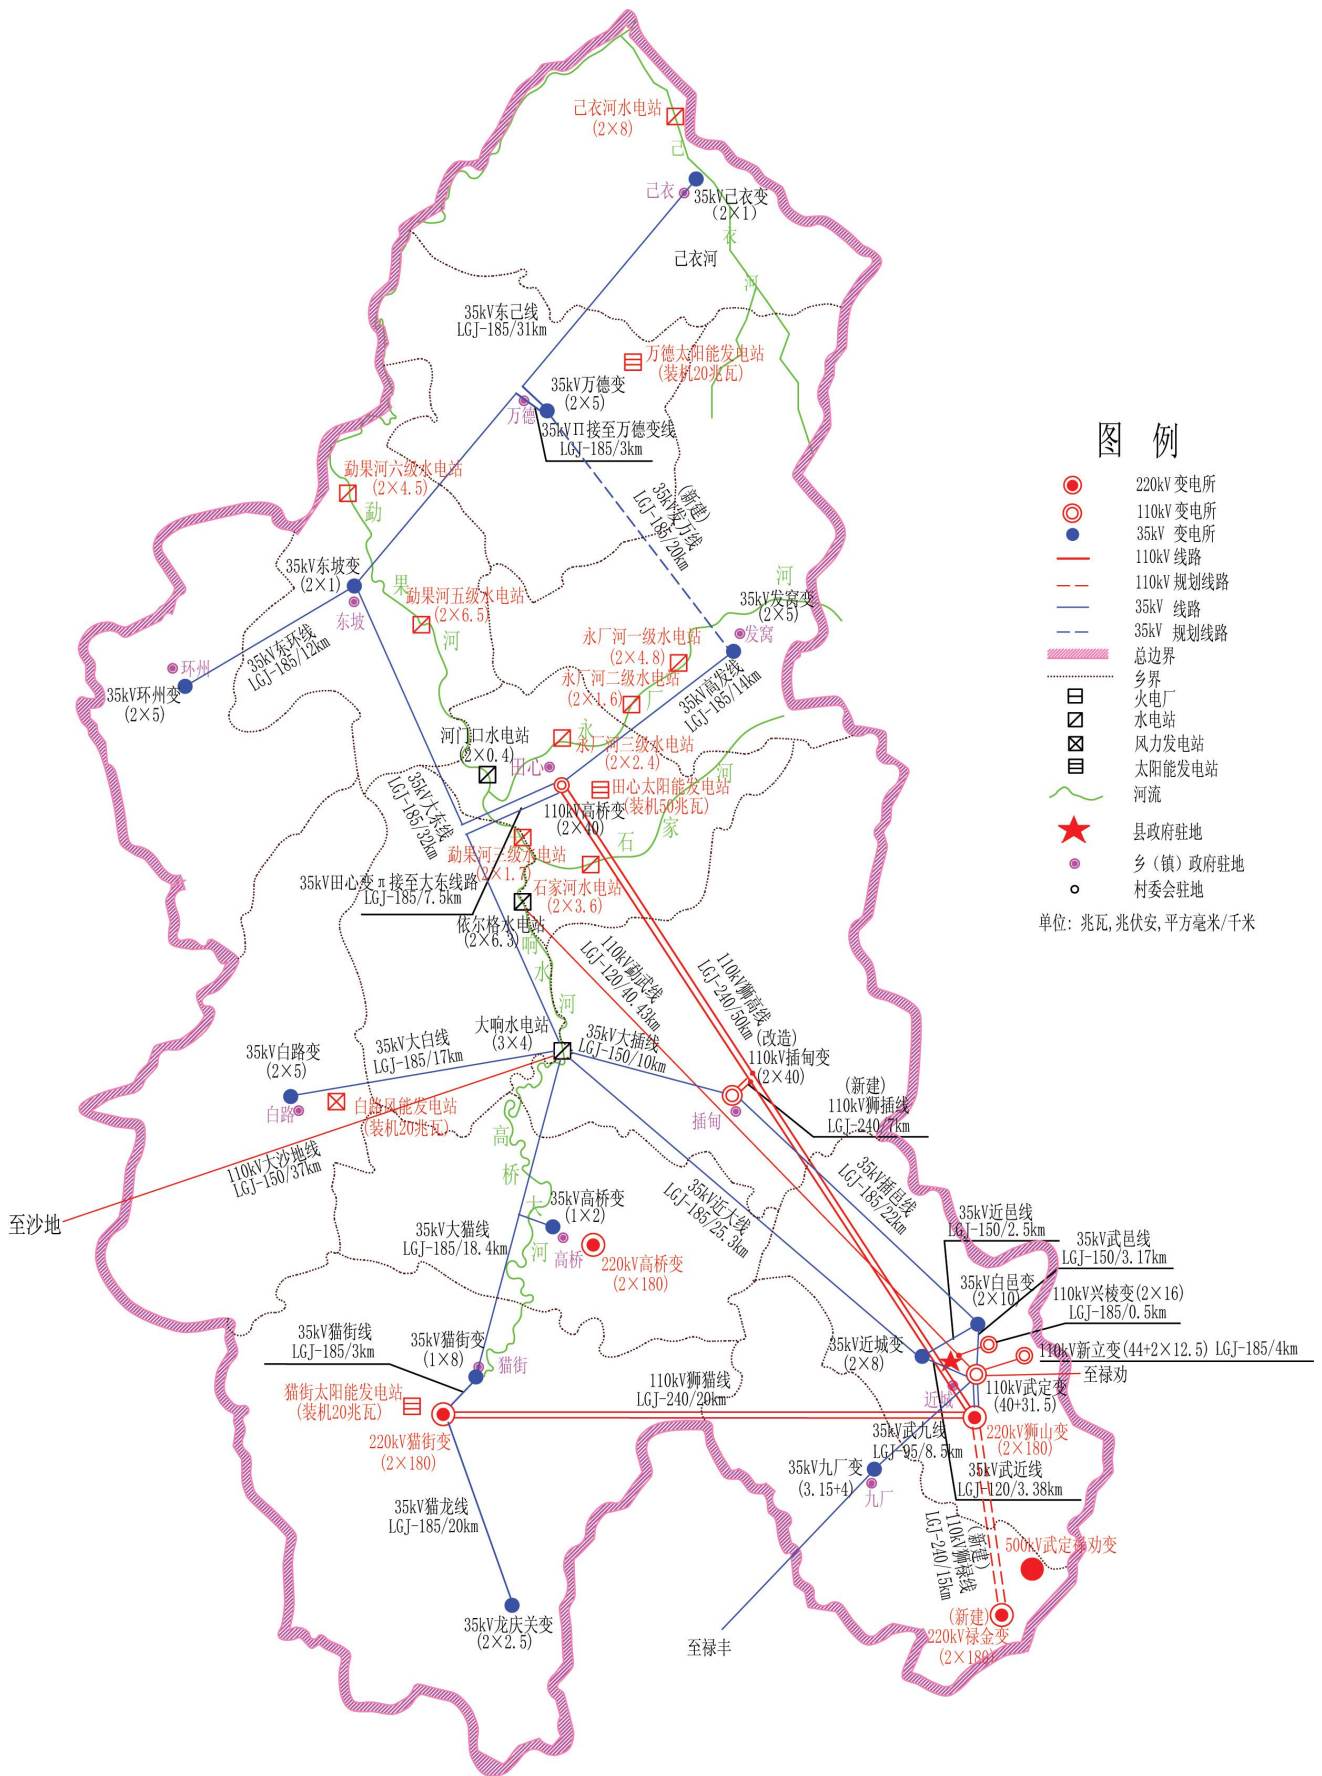 己衣河水电站
(2×8)
己
己衣
35kV己衣变
(2×1)
衣
己衣河
河
35kV东己线
LGJ-185/31km
万德太阳能发电站
(装机20兆瓦)
35kV万德变
(2×5)
万德
35kVΠ接至万德变线
LGJ-185/3km
图 例
220kV 变电所
110kV 变电所
35kV 变电所
110kV 线路
110kV 规划线路
35kV 线路
35kV 规划线路
总边界
乡界
火电厂
水电站
风力发电站
太阳能发电站
河流
县政府驻地
乡（镇）政府驻地
村委会驻地
单位: 兆瓦,兆伏安,平方毫米/千米
勐果河六级水电站
(2×4.5)
勐
(新建)
35kV发万线
LGJ-185/20km
35kV东坡变
(2×1)
果
勐果河五级水电站
(2×6.5)
东坡
河
河
35kV发窝变
(2×5)
发窝
永厂河一级水电站
(2×4.8)
35kV东环线
LGJ-185/12km
环州
35kV环州变
(2×5)
永厂河二级水电站
(2×1.6)
厂
35kV高发线
LGJ-185/14km
河门口水电站
(2×0.4)
永
永厂河三级水电站
(2×2.4)
田心
河
田心太阳能发电站
(装机50兆瓦)
110kV高桥变
(2×40)
家
石
35kV大东线
LGJ-185/32km
勐果河三级水电站
(2×1.7)
35kV田心变π接至大东线路
LGJ-185/7.5km
石家河水电站
(2×3.6)
依尔格水电站
(2×6.3)
响
水
河
110kV勐武线
LGJ-120/40.43km
110kV狮高线
LGJ-240/50km
(改造)
大响水电站
(3×4)
35kV大插线
LGJ-150/10km
35kV大白线
LGJ-185/17km
35kV白路变
(2×5)
白路
白路风能发电站
(装机20兆瓦)
110kV插甸变
(2×40)
插甸
(新建)
110kV狮插线
LGJ-240/7km
高
桥
大
河
110kV大沙地线
LGJ-150/37km
至沙地
35kV插邑线
LGJ-185/22km
35kV近大线
LGJ-185/25.3km
35kV高桥变
(1×2)
高桥
220kV高桥变
(2×180)
35kV大猫线
LGJ-185/18.4km
35kV近邑线
LGJ-150/2.5km
35kV武邑线
LGJ-150/3.17km
35kV白邑变
(2×10)
110kV兴棱变(2×16)
LGJ-185/0.5km
110kV新立变(44+2×12.5) LGJ-185/4km
至禄劝
35kV近城变
(2×8)
近城
110kV武定变
(40+31.5)
35kV猫街线
LGJ-185/3km
35kV猫街变
(1×8)
猫街
猫街太阳能发电站
(装机20兆瓦)
220kV猫街变
(2×180)
110kV狮猫线
LGJ-240/20km
220kV狮山变
(2×180)
35kV武九线
LGJ-95/8.5km
35kV九厂变
(3.15+4)
九厂
35kV武近线
LGJ-120/3.38km
35kV猫龙线
LGJ-185/20km
35kV龙庆关变
(2×2.5)
(新建)
110kV狮禄线
LGJ-240/15km
500kV武定禄劝变
(新建)
220kV禄金变
(2×180)
至禄丰